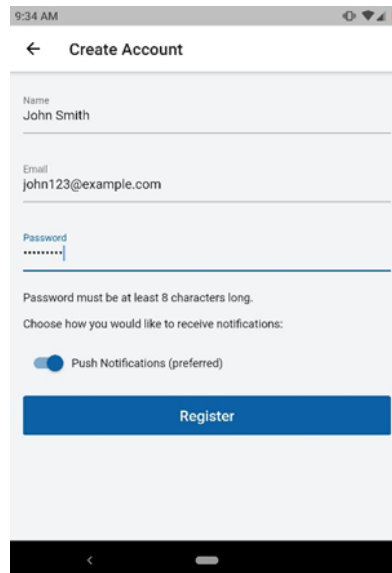 9:34 AM
Create Account
Name
John Smith
Email
john123@example.com
Password
•••••••••
Password must be at least 8 characters long.
Choose how you would like to receive notifications:
Push Notifications (preferred)
Register